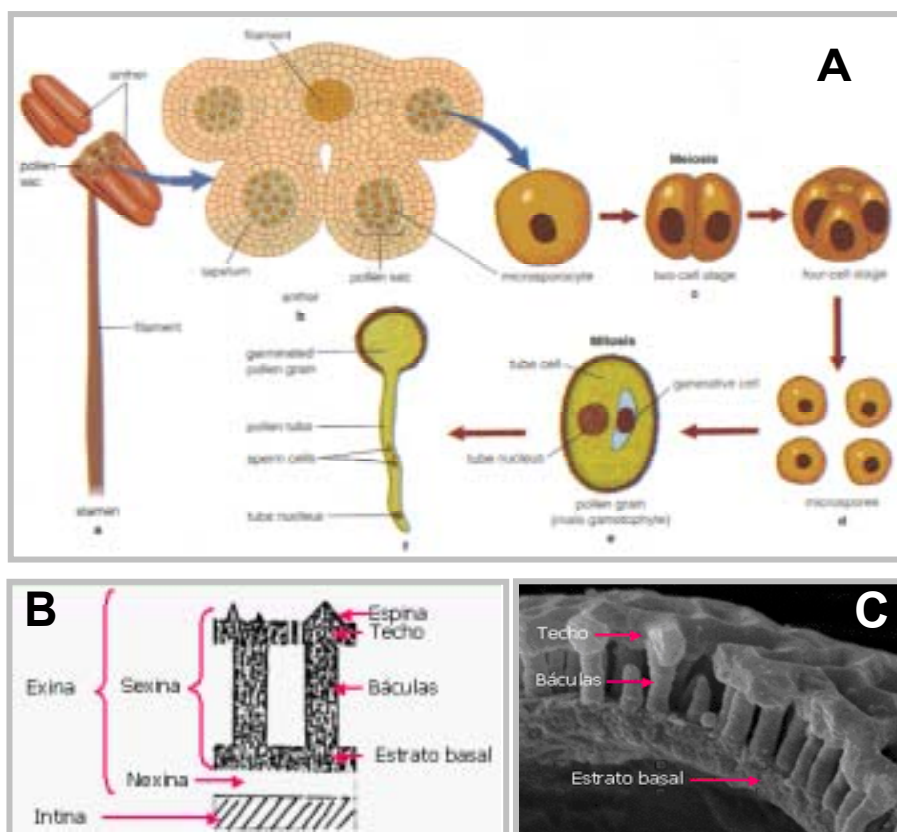 A
filament
anther
pollen
sac
Meiosis
tapetum
pollen sac
microsporocyte
two-cell stage
four-cell stage
c
anther
b
filament
Mitosis
tube cell
generative cell
germinated
pollen grain
pollen tube
sperm cells
tube nucleus
tube nucleus
microspores
d
pollen grain
(male gametophyte)
e
f
stamen
a
B
Espina
Techo
Exina
Sexina
Báculas
Estrato basal
Nexina
Intina
C
Techo
Báculas
Estrato basal